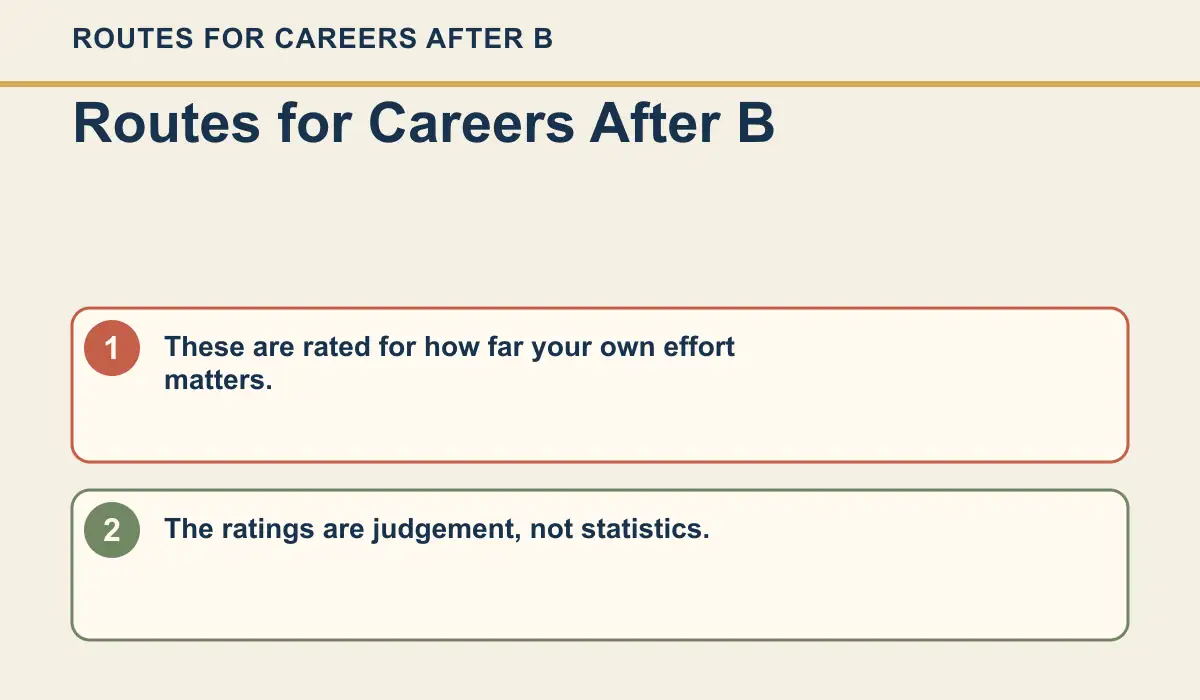 ROUTES FOR CAREERS AFTER B
Routes for Careers After B
1
These are rated for how far your own effort
matters.
2
The ratings are judgement, not statistics.